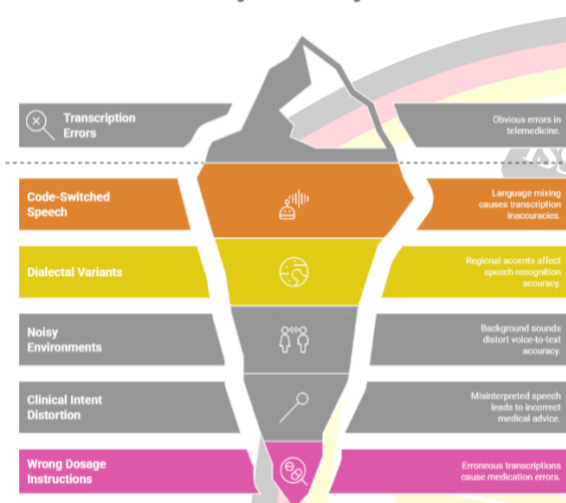 Transcription
Errors
Obvious errors in
telemedicine.
Code-Switched
Speech
Language mixing
causes transcription
inaccuracies.
Dialectal Variants
Regional accents affect
speech recognition
accuracy.
Noisy
Environments
Background sounds
distort voice-to-text
accuracy.
Clinical Intent
Distortion
Misinterpreted speech
leads to incorrect
medical advice.
Wrong Dosage
Instructions
Erroneous transcriptions
cause medication errors.